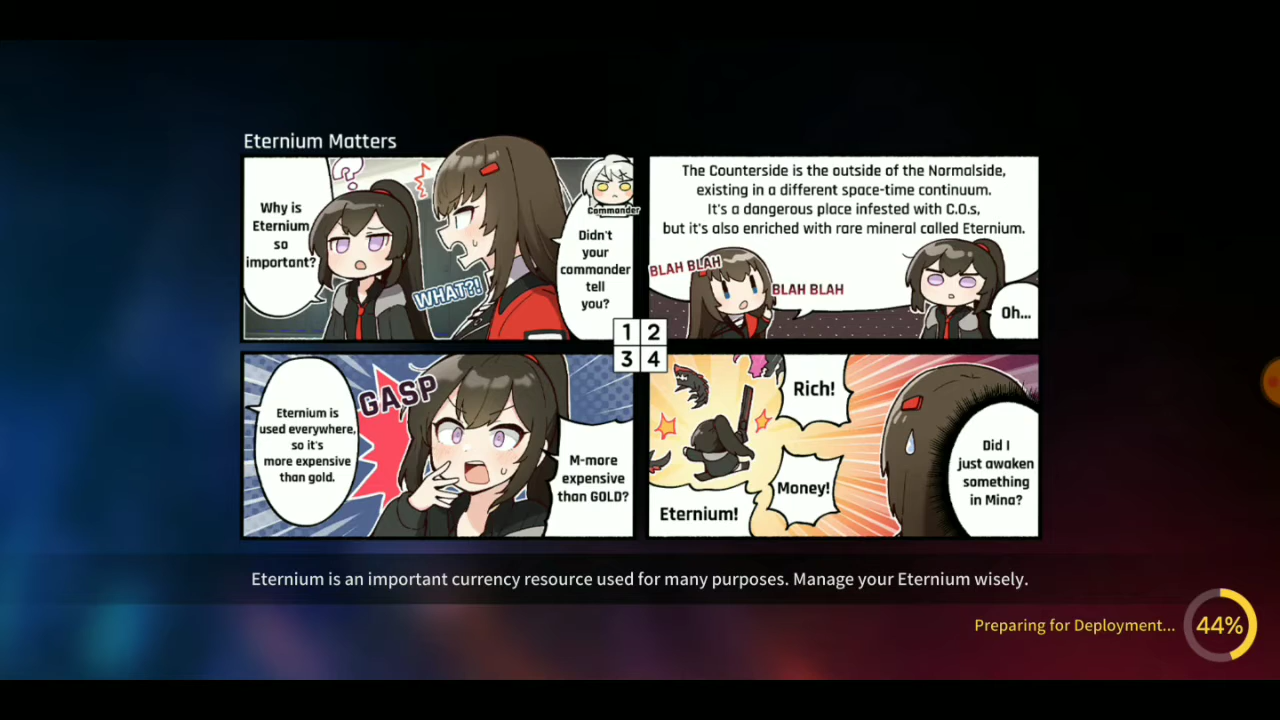 Eternium Matters
Why is
Eternium
so
important?
?
WHAT?!
Commander
Didn't
your
commander
tell
you?
The Counterside is the outside of the Normalside,
existing in a different space-time continuum.
It's a dangerous place infested with C.O.s,
but it's also enriched with rare mineral called Eternium.
BLAH BLAH
BLAH BLAH
Oh...
1 2
3 4
Eternium is
used everywhere,
so it's
more expensive
than gold.
GASP
M-more
expensive
than GOLD?
Rich!
Money!
Eternium!
Did I
just awaken
something
in Mina?
Eternium is an important currency resource used for many purposes. Manage your Eternium wisely.
Preparing for Deployment...
44%